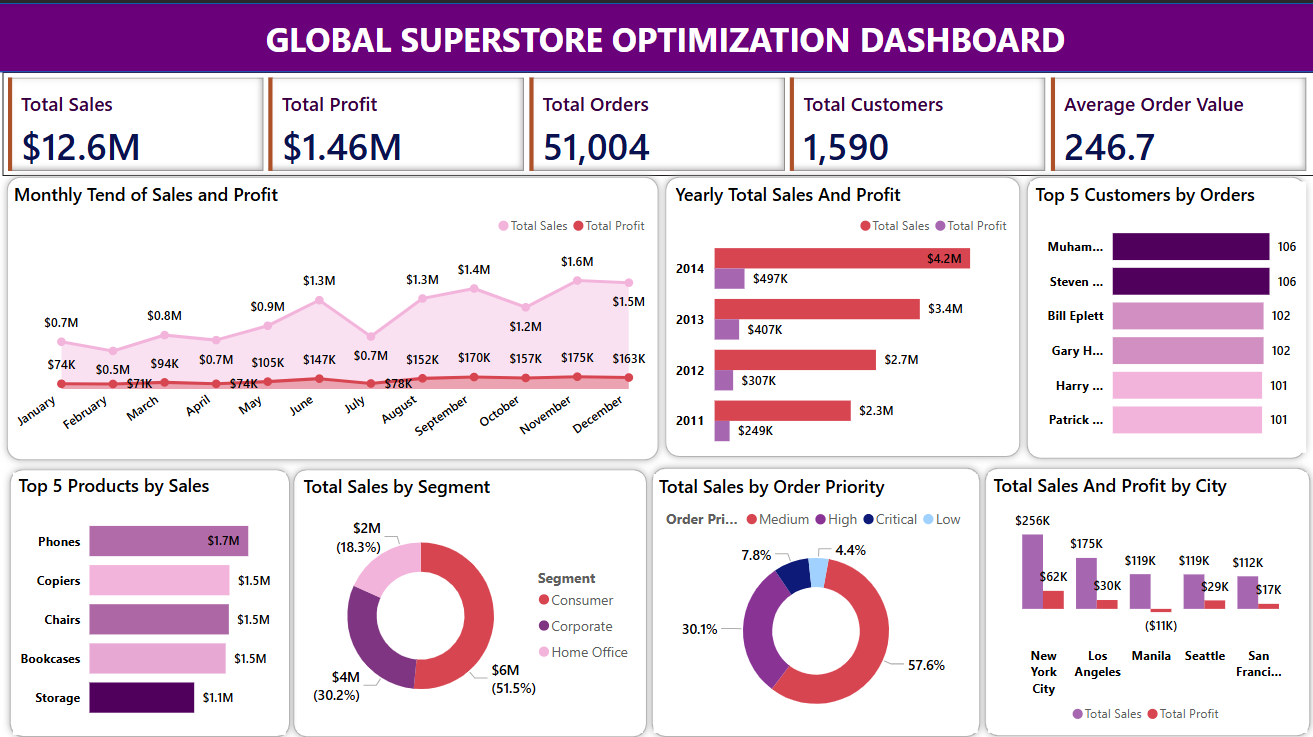 GLOBAL SUPERSTORE OPTIMIZATION DASHBOARD
Total Sales
$12.6M
Total Profit
$1.46M
Total Orders
51,004
Total Customers
1,590
Average Order Value
246.7
Monthly Tend of Sales and Profit
Total Sales Total Profit
$0.7M
$0.5M
$0.8M
$0.7M
$0.9M
$1.3M
$0.7M
$1.3M
$1.4M
$1.2M
$1.6M
$1.5M
$74K
$71K
$94K
$74K
$105K
$147K
$78K
$152K
$170K
$157K
$175K
$163K
January
February
March
April
May
June
July
August
September
October
November
December
Yearly Total Sales And Profit
Total Sales Total Profit
2014
$4.2M
$497K
2013
$3.4M
$407K
2012
$2.7M
$307K
2011
$2.3M
$249K
Top 5 Customers by Orders
Muham... 106
Steven ... 106
Bill Eplett 102
Gary H... 102
Harry ... 101
Patrick ... 101
Top 5 Products by Sales
Phones $1.7M
Copiers $1.5M
Chairs $1.5M
Bookcases $1.5M
Storage $1.1M
Total Sales by Segment
$2M
(18.3%)
$4M
(30.2%)
$6M
(51.5%)
Segment
Consumer
Corporate
Home Office
Total Sales by Order Priority
Order Pri... Medium High Critical Low
7.8%
4.4%
30.1%
57.6%
Total Sales And Profit by City
$256K
$62K
$175K
$30K
$119K
($11K)
$119K
$29K
$112K
$17K
New
York
City
Los
Angeles
Manila
Seattle
San
Franci...
Total Sales Total Profit